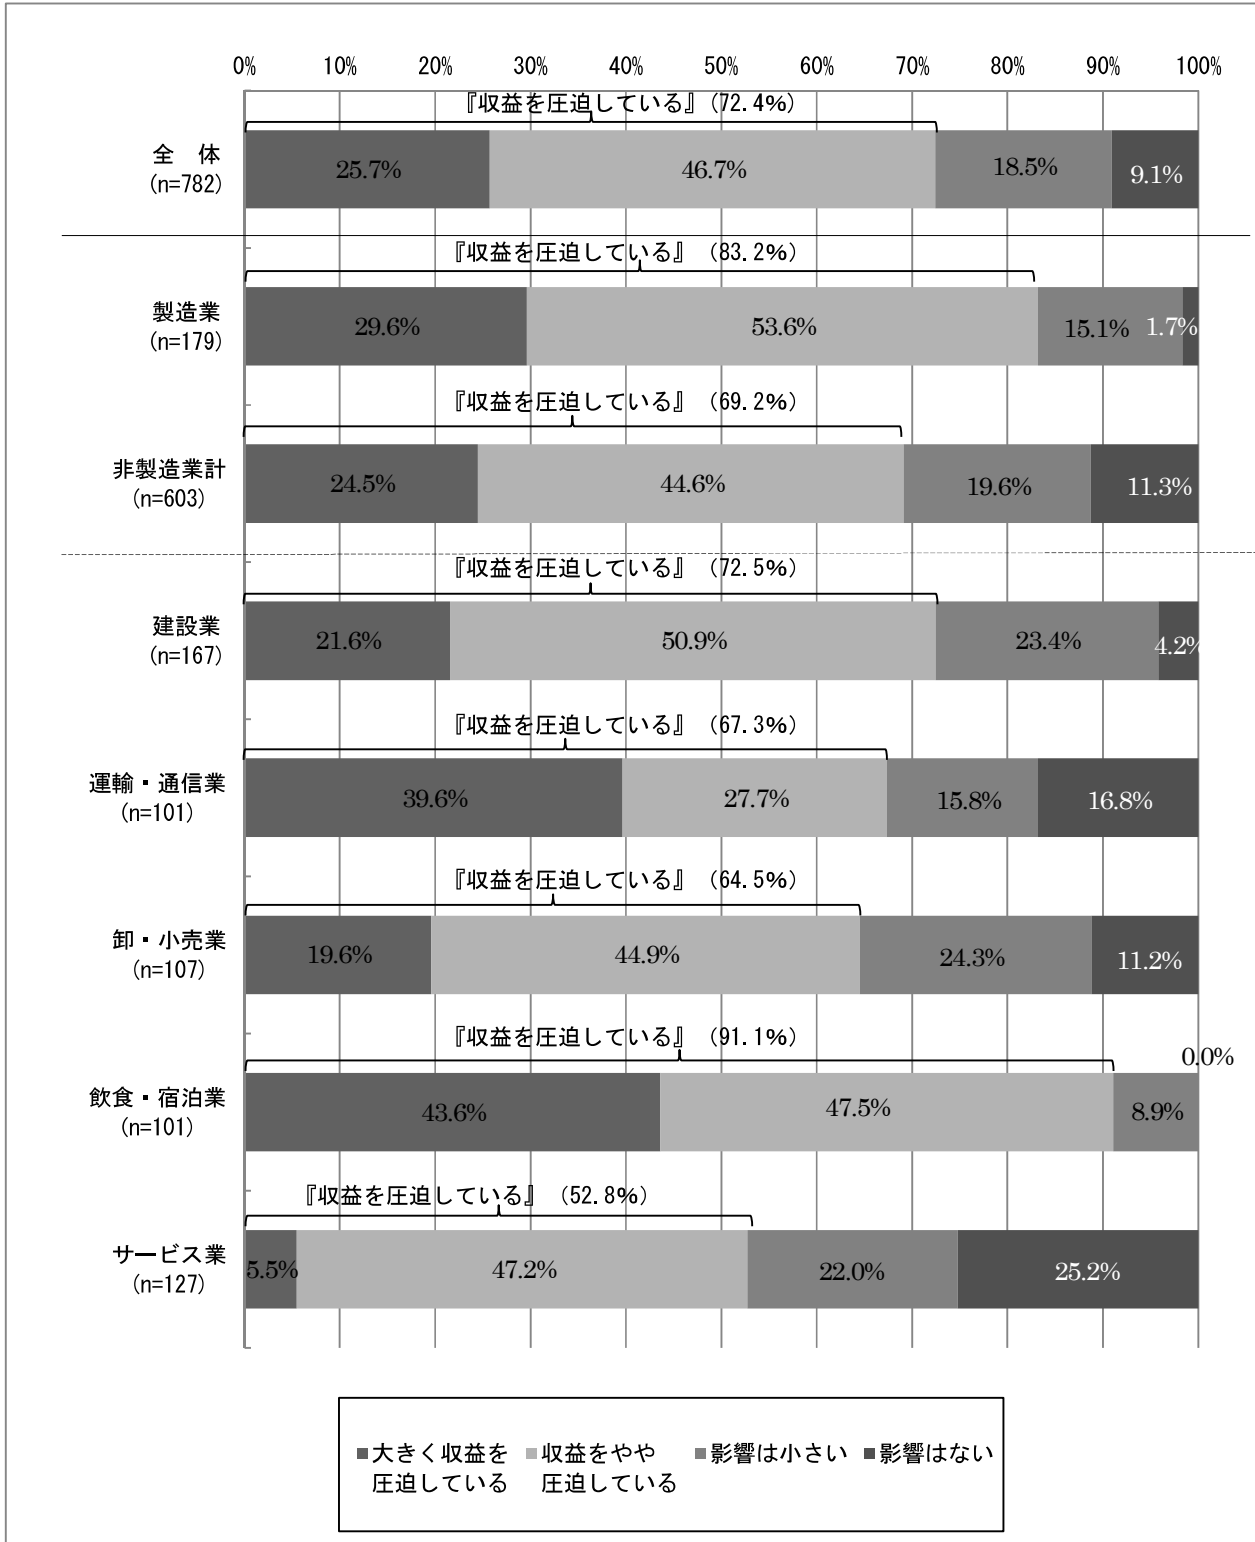 0% 10% 20% 30% 40% 50% 60% 70% 80% 90% 100%
『収益を圧迫している』(72.4%)
全 体
(n=782)
25.7% 46.7% 18.5% 9.1%
『収益を圧迫している』 (83.2%)
製造業
(n=179)
29.6% 53.6% 15.1% 1.7%
『収益を圧迫している』 (69.2%)
非製造業計
(n=603)
24.5% 44.6% 19.6% 11.3%
『収益を圧迫している』 (72.5%)
建設業
(n=167)
21.6% 50.9% 23.4% 4.2%
『収益を圧迫している』 (67.3%)
運輸・通信業
(n=101)
39.6% 27.7% 15.8% 16.8%
『収益を圧迫している』 (64.5%)
卸・小売業
(n=107)
19.6% 44.9% 24.3% 11.2%
『収益を圧迫している』 (91.1%)
0.0%
飲食・宿泊業
(n=101)
43.6% 47.5% 8.9%
『収益を圧迫している』 (52.8%)
サービス業
(n=127)
5.5% 47.2% 22.0% 25.2%
大きく収益を
圧迫している
収益をやや
圧迫している
影響は小さい
影響はない